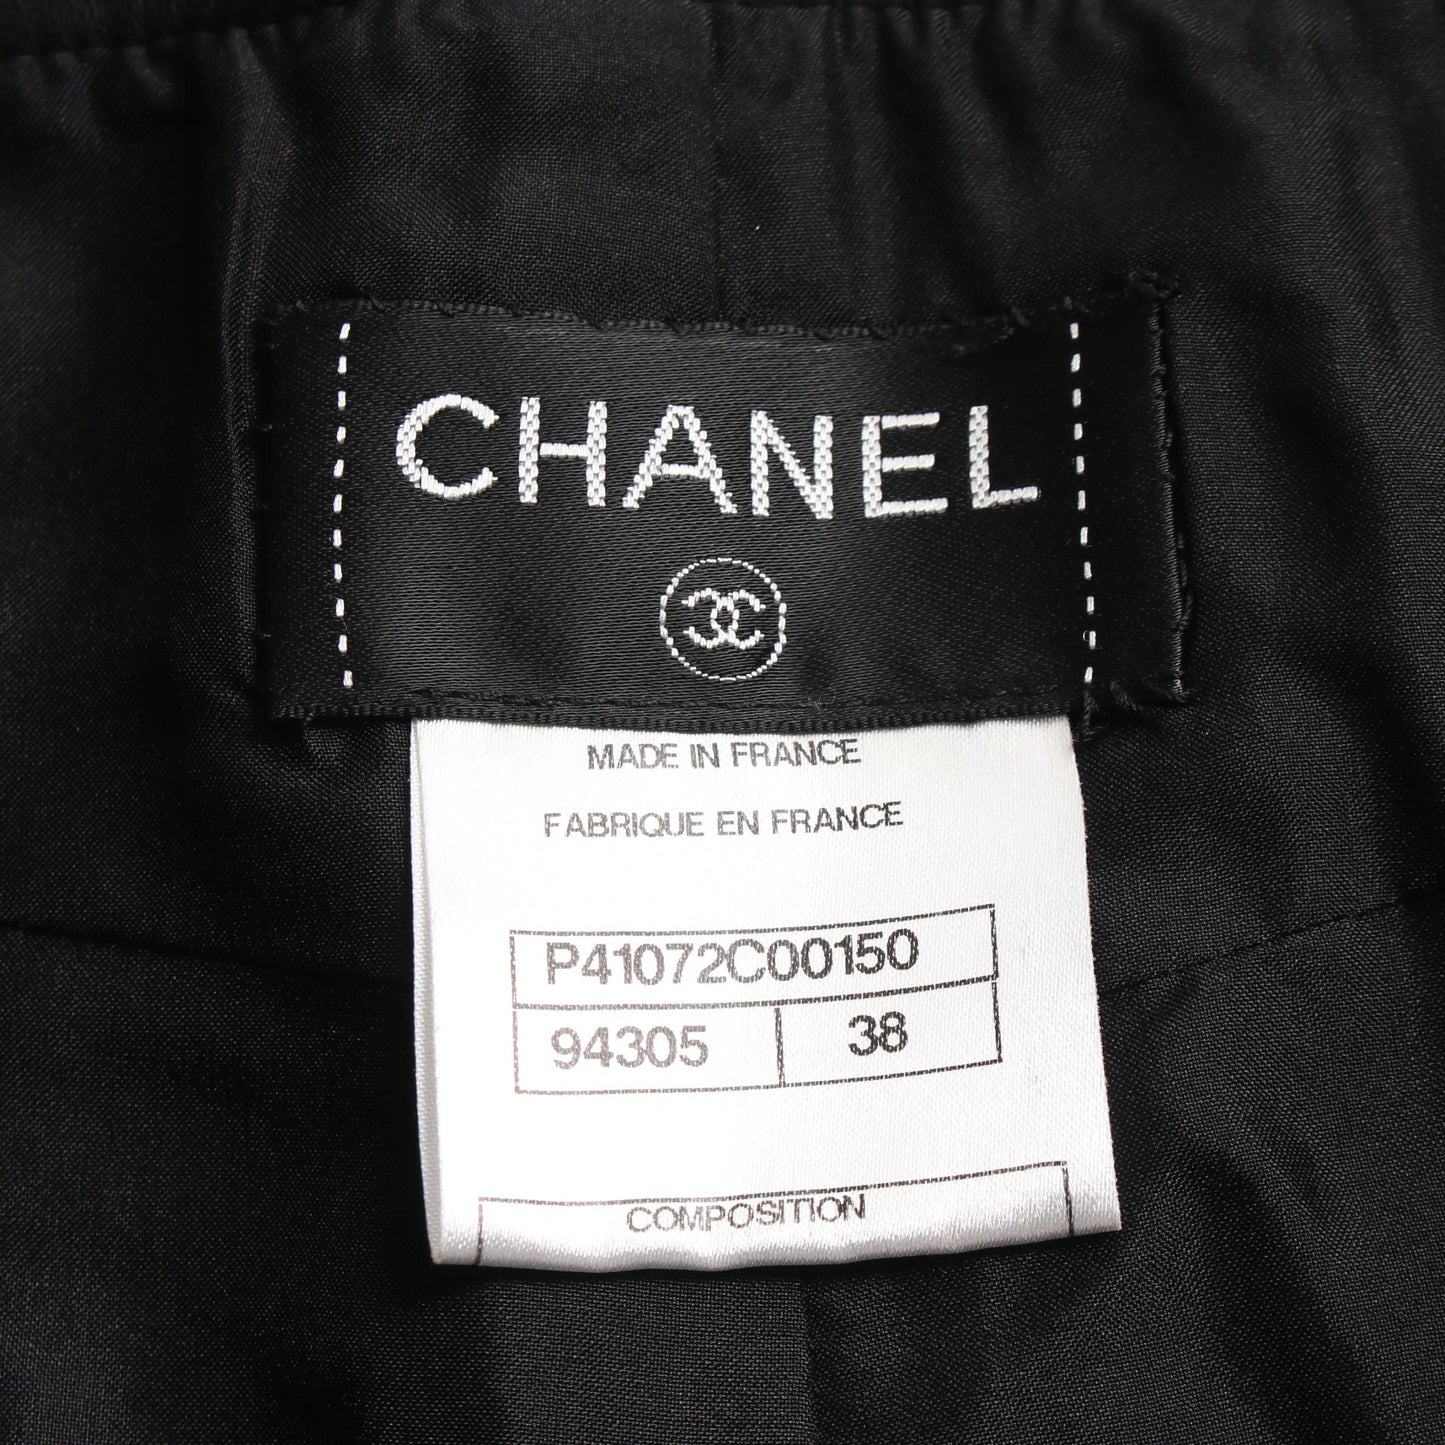 CHANEL
MADE IN FRANCE
FABRIQUE EN FRANCE
P41072C00150
94305 38
COMPOSITION